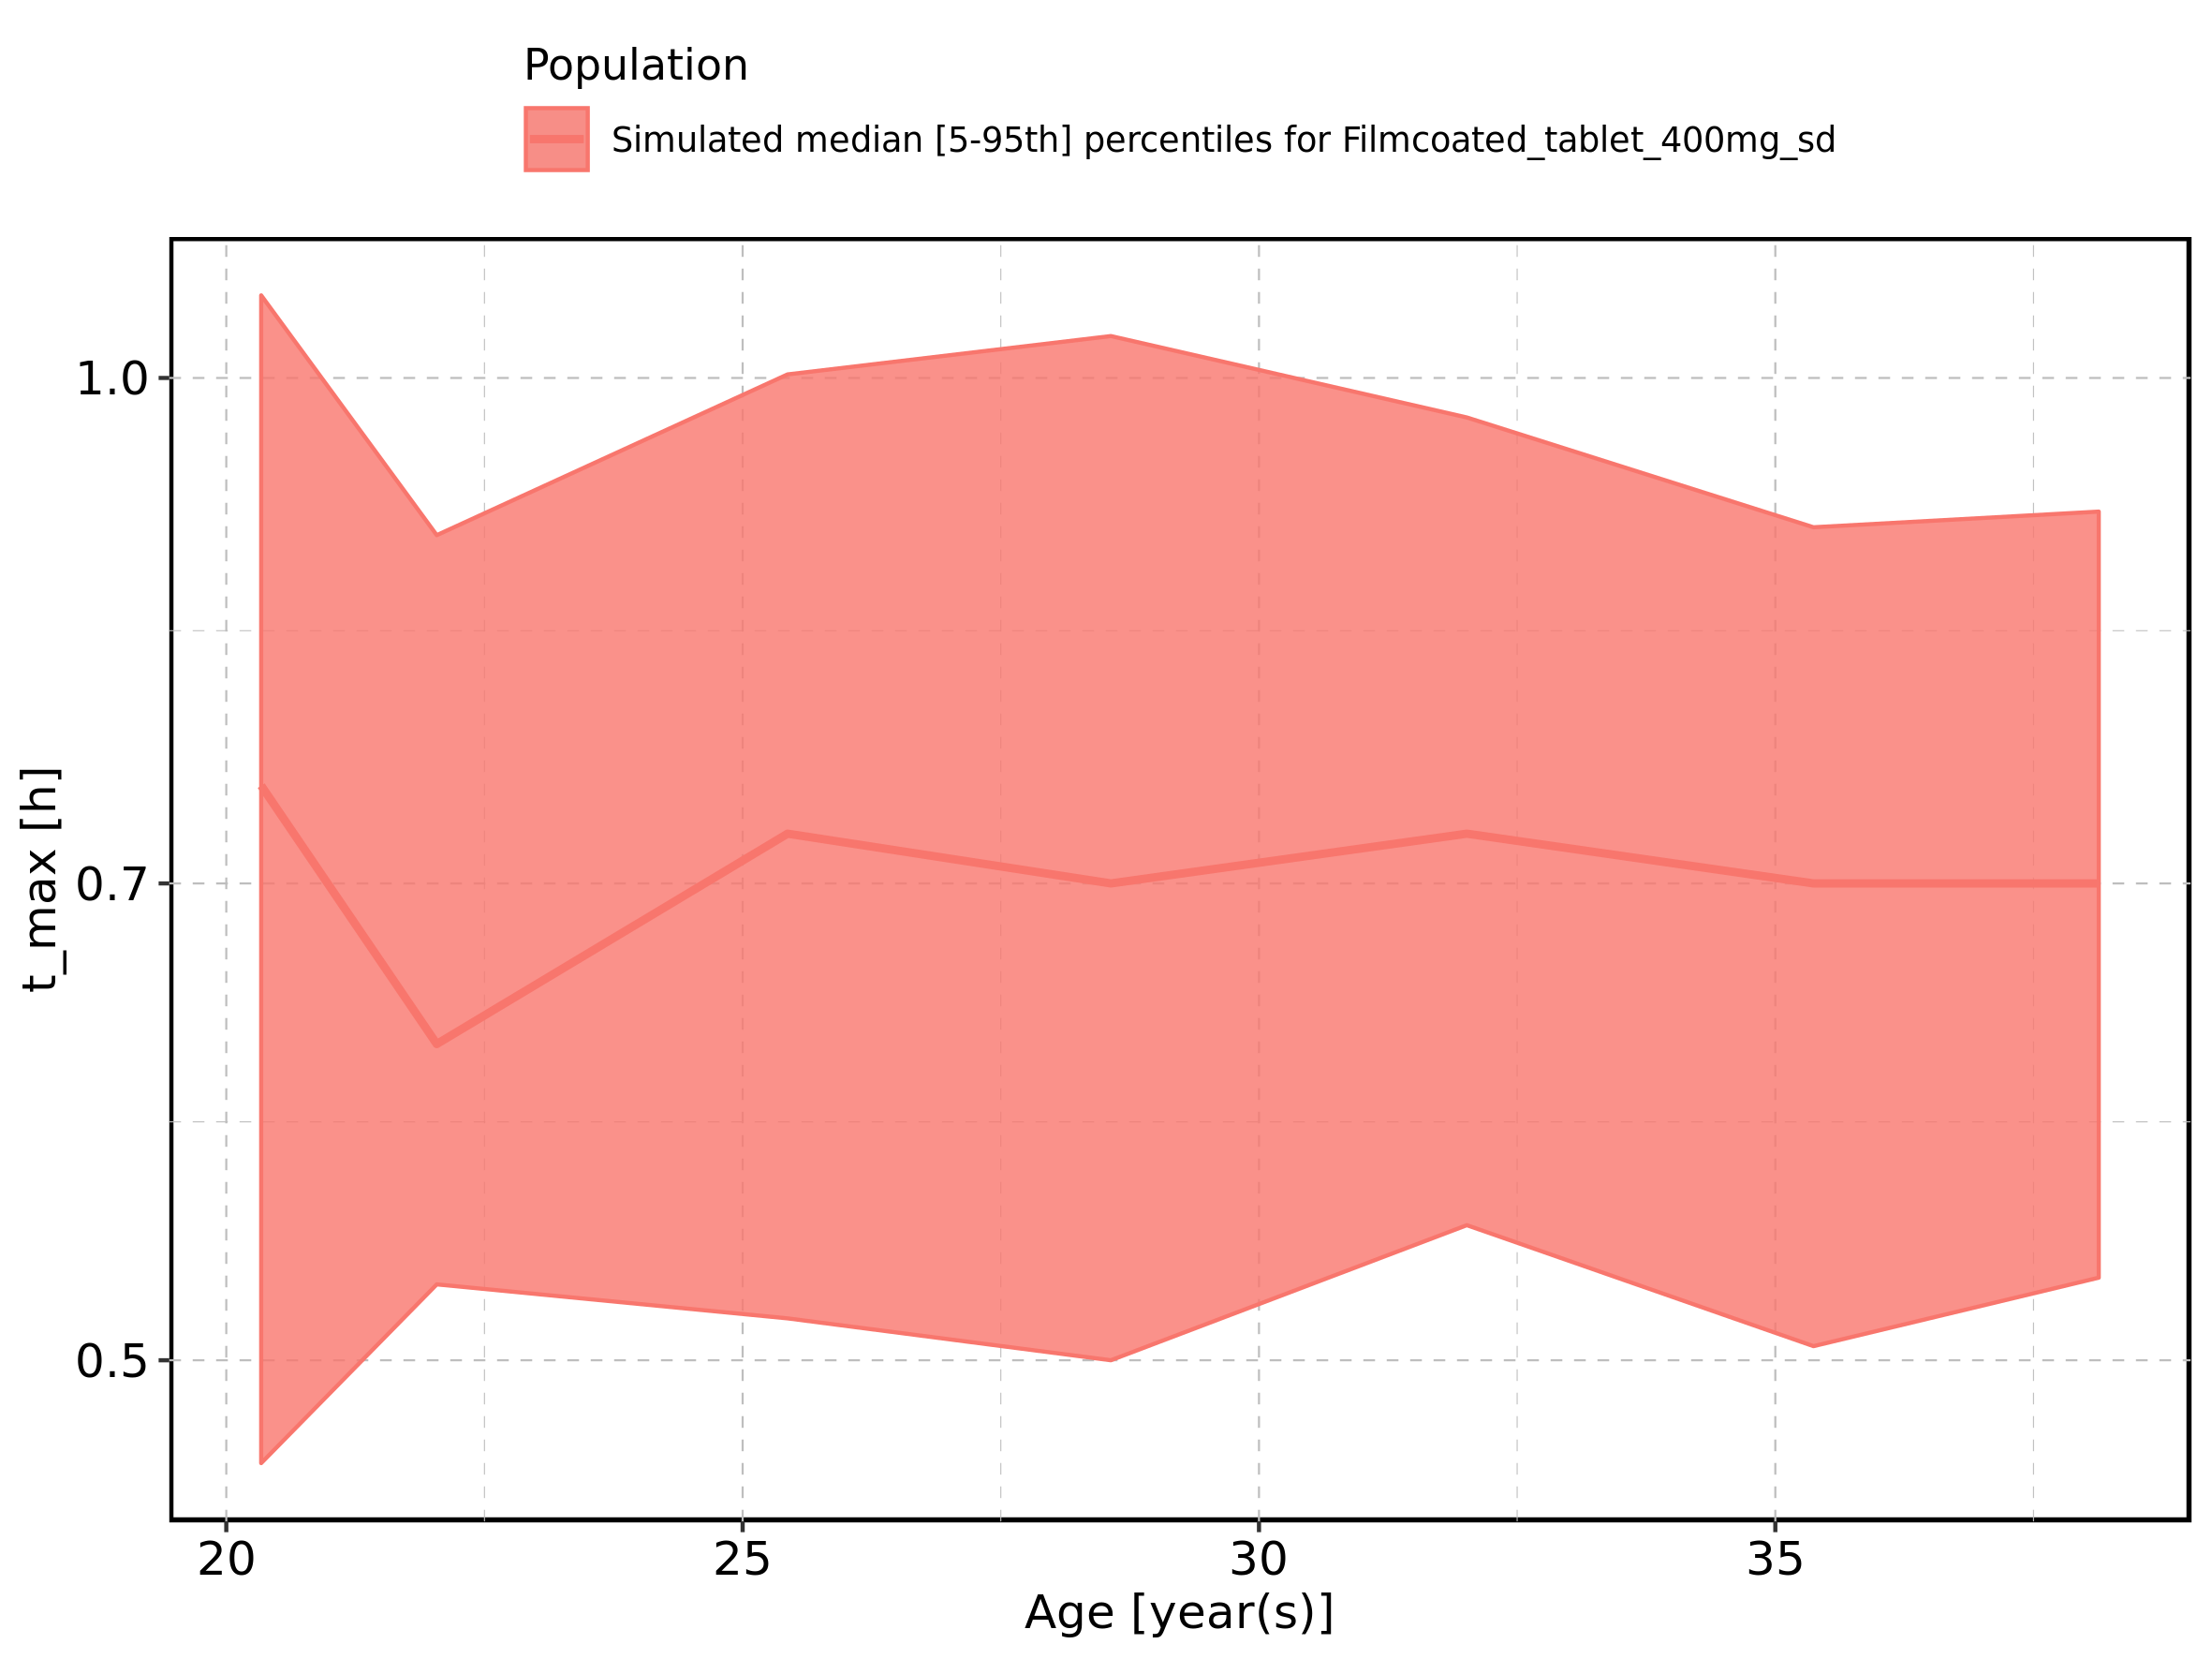 Population
Simulated median [5-95th] percentiles for Filmcoated_tablet_400mg_sd
t_max [h]
1.0
0.7
0.5
20
25
30
35
Age [year(s)]